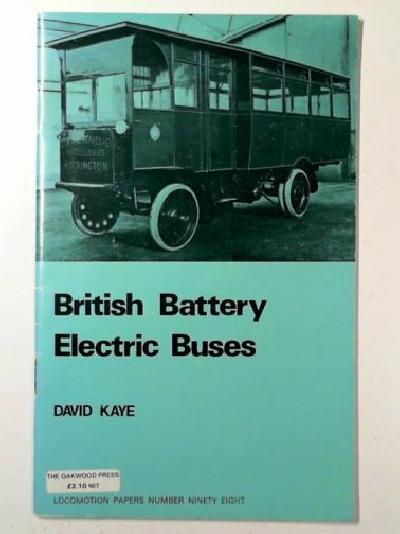 ACCRINGTON
British Battery
Electric Buses
DAVID KAYE
THE OAKWOOD PRESS
£2.10 NET
LOCOMOTION PAPERS NUMBER NINETY EIGHT